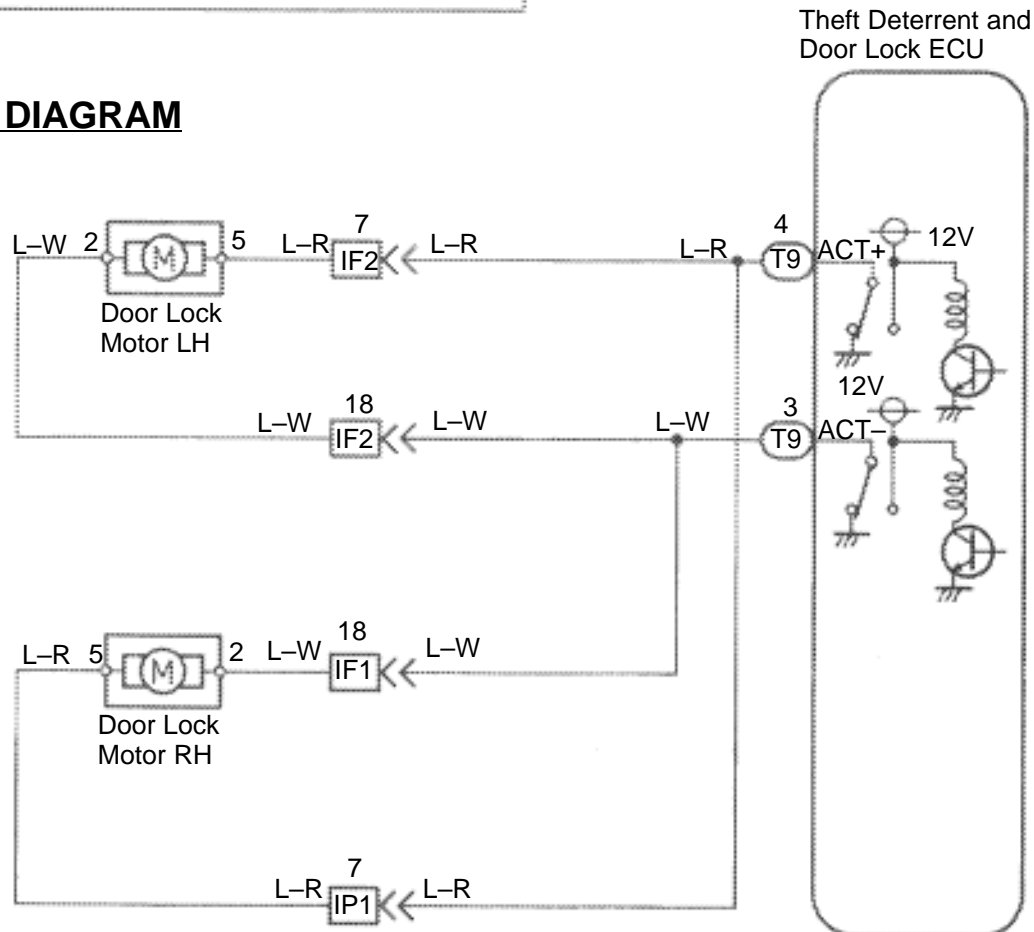 Theft Deterrent and
Door Lock ECU
DIAGRAM
7
4
L–W 2
M
5 L–R IF2 L–R
L–R T9 ACT+ 12V
Door Lock
Motor LH
12V
18
3
L–W IF2 L–W
L–W T9 ACT–
18
L–R 5
M
2 L–W IF1 L–W
Door Lock
Motor RH
7
L–R IP1 L–R